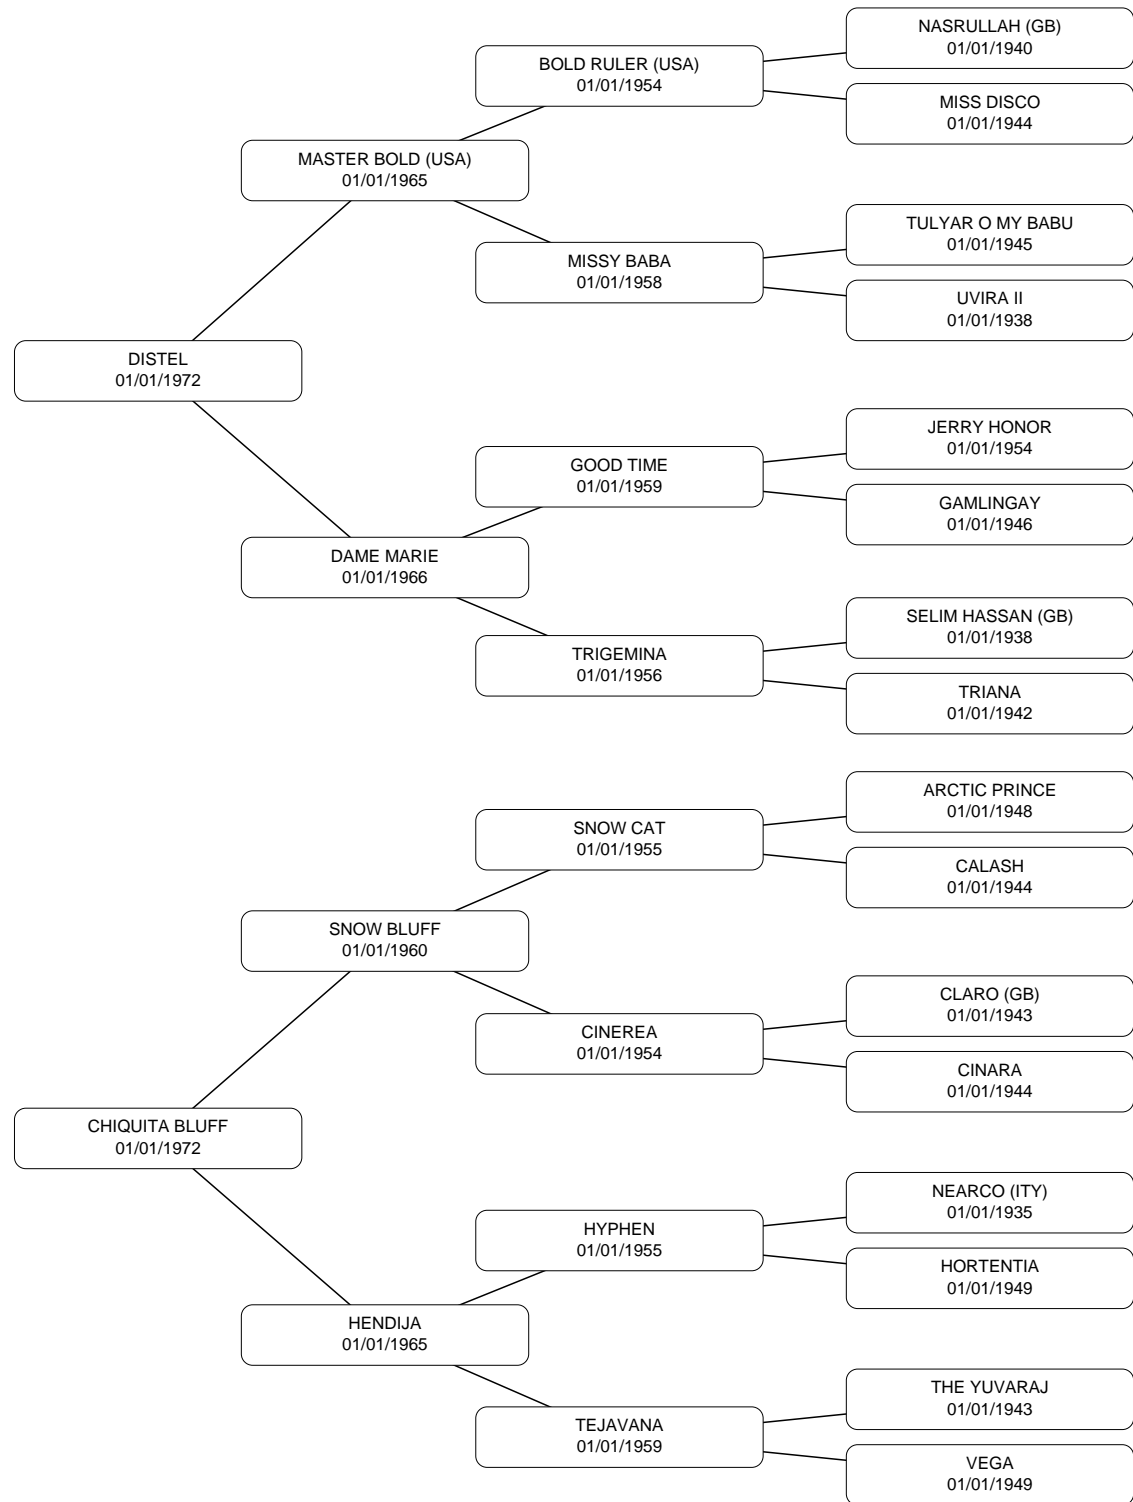 NASRULLAH (GB)
01/01/1940
BOLD RULER (USA)
01/01/1954
MISS DISCO
01/01/1944
MASTER BOLD (USA)
01/01/1965
TULYAR O MY BABU
01/01/1945
MISSY BABA
01/01/1958
UVIRA II
01/01/1938
DISTEL
01/01/1972
JERRY HONOR
01/01/1954
GOOD TIME
01/01/1959
GAMLINGAY
01/01/1946
DAME MARIE
01/01/1966
SELIM HASSAN (GB)
01/01/1938
TRIGEMINA
01/01/1956
TRIANA
01/01/1942
ARCTIC PRINCE
01/01/1948
SNOW CAT
01/01/1955
CALASH
01/01/1944
SNOW BLUFF
01/01/1960
CLARO (GB)
01/01/1943
CINEREA
01/01/1954
CINARA
01/01/1944
CHIQUITA BLUFF
01/01/1972
NEARCO (ITY)
01/01/1935
HYPHEN
01/01/1955
HORTENTIA
01/01/1949
HENDIJA
01/01/1965
THE YUVARAJ
01/01/1943
TEJAVANA
01/01/1959
VEGA
01/01/1949